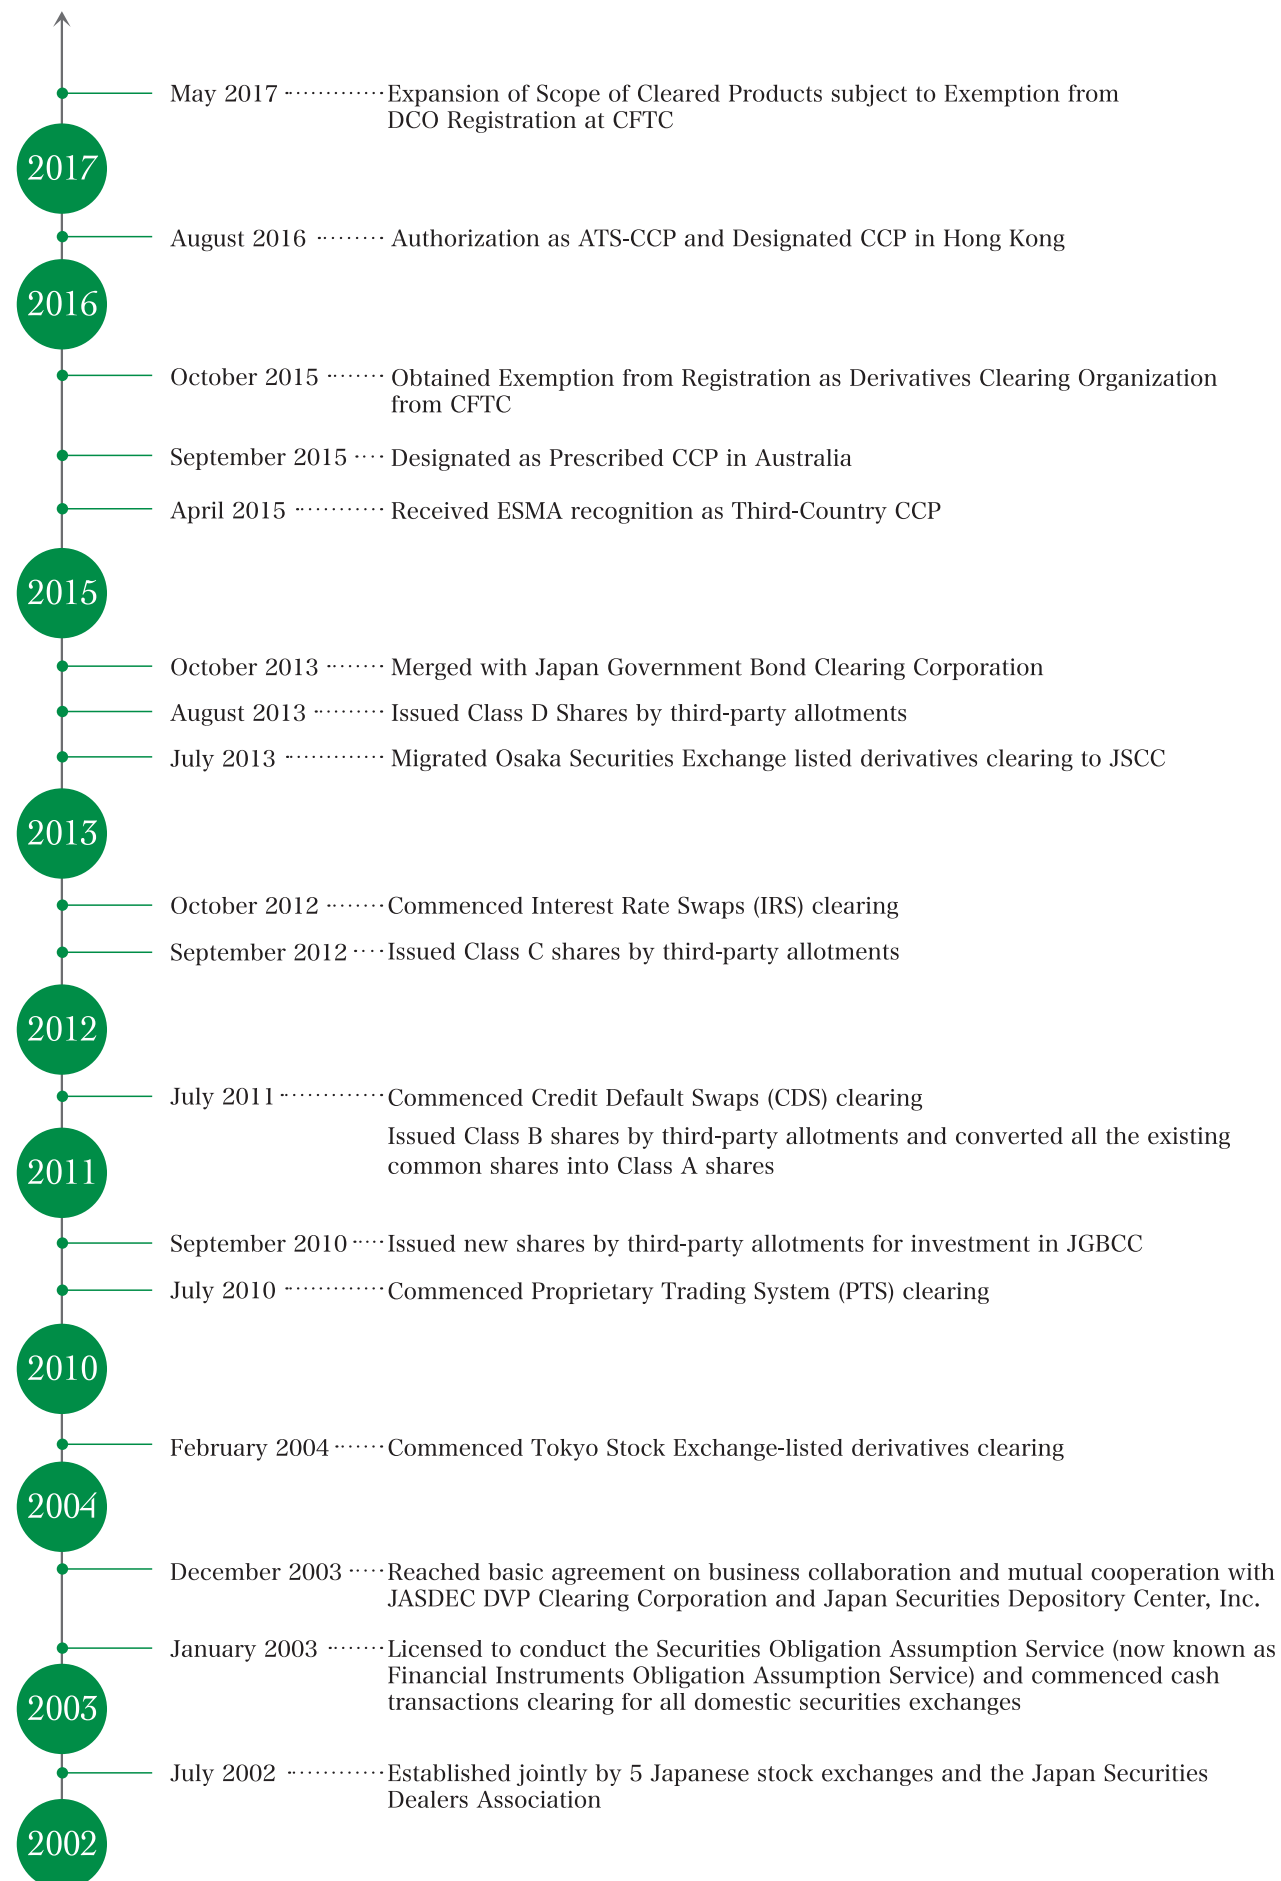 May 2017 ············· Expansion of Scope of Cleared Products subject to Exemption from
DCO Registration at CFTC
2017
August 2016 ········ Authorization as ATS-CCP and Designated CCP in Hong Kong
2016
October 2015 ······· Obtained Exemption from Registration as Derivatives Clearing Organization
from CFTC
September 2015 ···· Designated as Prescribed CCP in Australia
April 2015 ··········· Received ESMA recognition as Third-Country CCP
2015
October 2013 ······· Merged with Japan Government Bond Clearing Corporation
August 2013 ········· Issued Class D Shares by third-party allotments
July 2013 ············ Migrated Osaka Securities Exchange listed derivatives clearing to JSCC
2013
October 2012 ······· Commenced Interest Rate Swaps (IRS) clearing
September 2012 ···· Issued Class C shares by third-party allotments
2012
July 2011 ············· Commenced Credit Default Swaps (CDS) clearing
Issued Class B shares by third-party allotments and converted all the existing
common shares into Class A shares
2011
September 2010 ···· Issued new shares by third-party allotments for investment in JGBCC
July 2010 ············ Commenced Proprietary Trading System (PTS) clearing
2010
February 2004 ······ Commenced Tokyo Stock Exchange-listed derivatives clearing
2004
December 2003 ····· Reached basic agreement on business collaboration and mutual cooperation with
JASDEC DVP Clearing Corporation and Japan Securities Depository Center, Inc.
January 2003 ······· Licensed to conduct the Securities Obligation Assumption Service (now known as
Financial Instruments Obligation Assumption Service) and commenced cash
transactions clearing for all domestic securities exchanges
2003
July 2002 ············ Established jointly by 5 Japanese stock exchanges and the Japan Securities
Dealers Association
2002